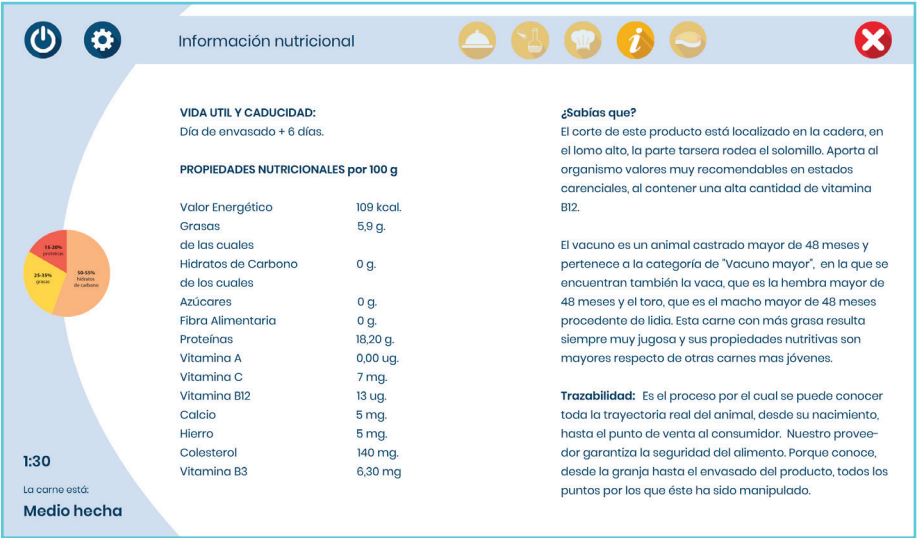 Información nutricional
i
VIDA UTIL Y CADUCIDAD:
Día de envasado + 6 días.
PROPIEDADES NUTRICIONALES por 100 g
Valor Energético 109 kcal.
Grasas 5,9 g.
de las cuales
Hidratos de Carbono 0 g.
de los cuales
Azúcares 0 g.
Fibra Alimentaria 0 g.
Proteínas 18,20 g.
Vitamina A 0,00 ug.
Vitamina C 7 mg.
Vitamina B12 13 ug.
Calcio 5 mg.
Hierro 5 mg.
Colesterol 140 mg.
Vitamina B3 6,30 mg
¿Sabías que?
El corte de este producto está localizado en la cadera, en
el lomo alto, la parte tarsera rodea el solomillo. Aporta al
organismo valores muy recomendables en estados
carenciales, al contener una alta cantidad de vitamina
B12.
El vacuno es un animal castrado mayor de 48 meses y
pertenece a la categoría de "Vacuno mayor", en la que se
encuentran también la vaca, que es la hembra mayor de
48 meses y el toro, que es el macho mayor de 48 meses
procedente de lidia. Esta carne con más grasa resulta
siempre muy jugosa y sus propiedades nutritivas son
mayores respecto de otras carnes mas jóvenes.
Trazabilidad: Es el proceso por el cual se puede conocer
toda la trayectoria real del animal, desde su nacimiento,
hasta el punto de venta al consumidor. Nuestro provee-
dor garantiza la seguridad del alimento. Porque conoce,
desde la granja hasta el envasado del producto, todos los
puntos por los que éste ha sido manipulado.
15-20%
proteínas
25-35%
grasas
50-55%
hidratos
de carbono
1:30
La carne está:
Medio hecha